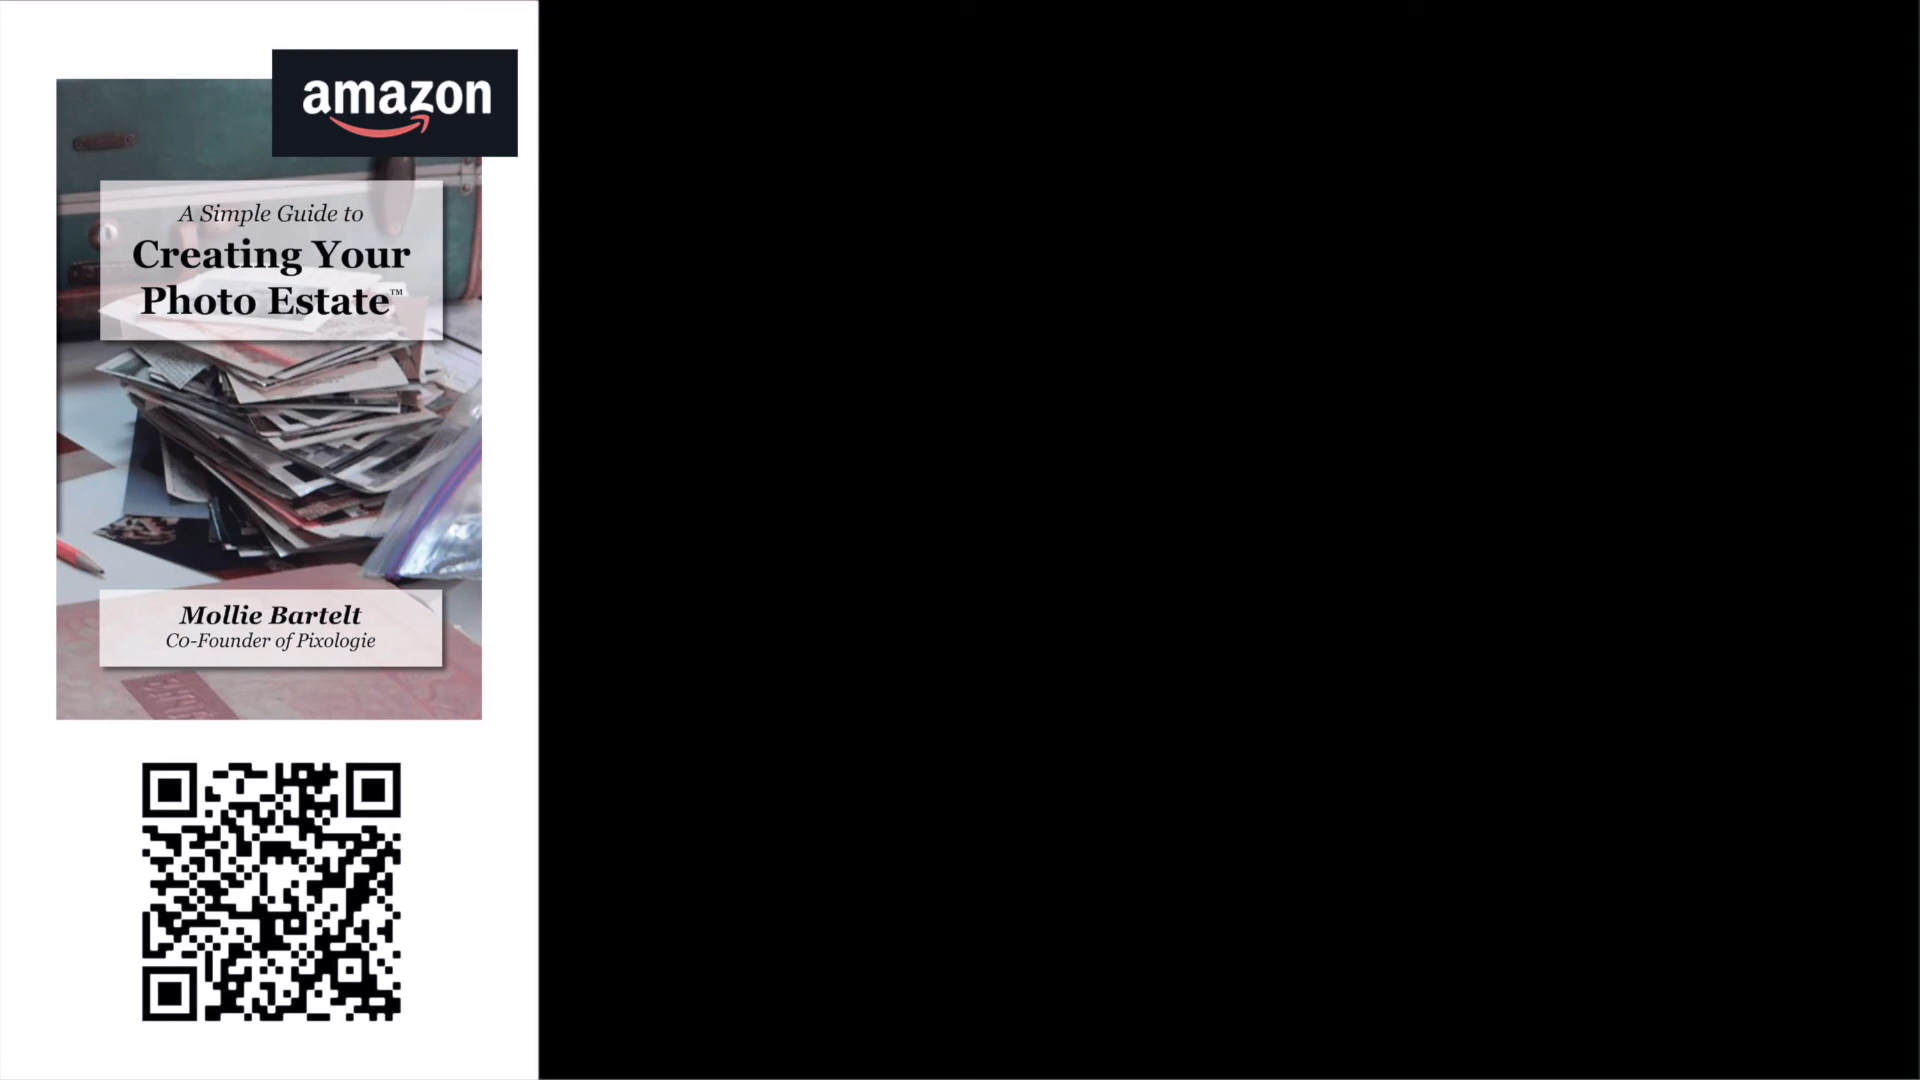 amazon
A Simple Guide to
Creating Your
Photo Estate™
Mollie Bartelt
Co-Founder of Pixologie